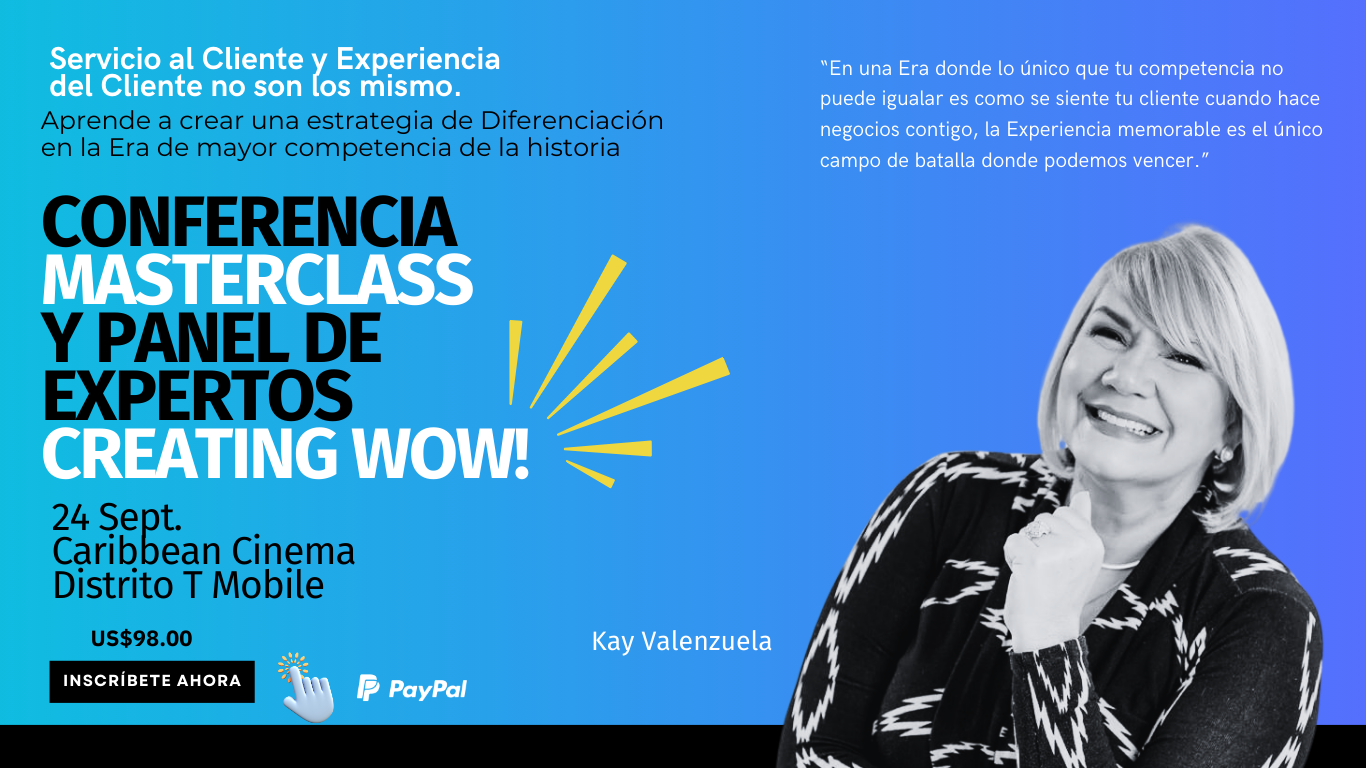 Servicio al Cliente y Experiencia
del Cliente no son los mismo.
Aprende a crear una estrategia de Diferenciación
en la Era de mayor competencia de la historia
CONFERENCIA
MASTERCLASS
Y PANEL DE
EXPERTOS
CREATING WOW!
24 Sept.
Caribbean Cinema
Distrito T Mobile
US$98.00
INSCRÍBETE AHORA
PayPal
“En una Era donde lo único que tu competencia no
puede igualar es como se siente tu cliente cuando hace
negocios contigo, la Experiencia memorable es el único
campo de batalla donde podemos vencer.”
Kay Valenzuela